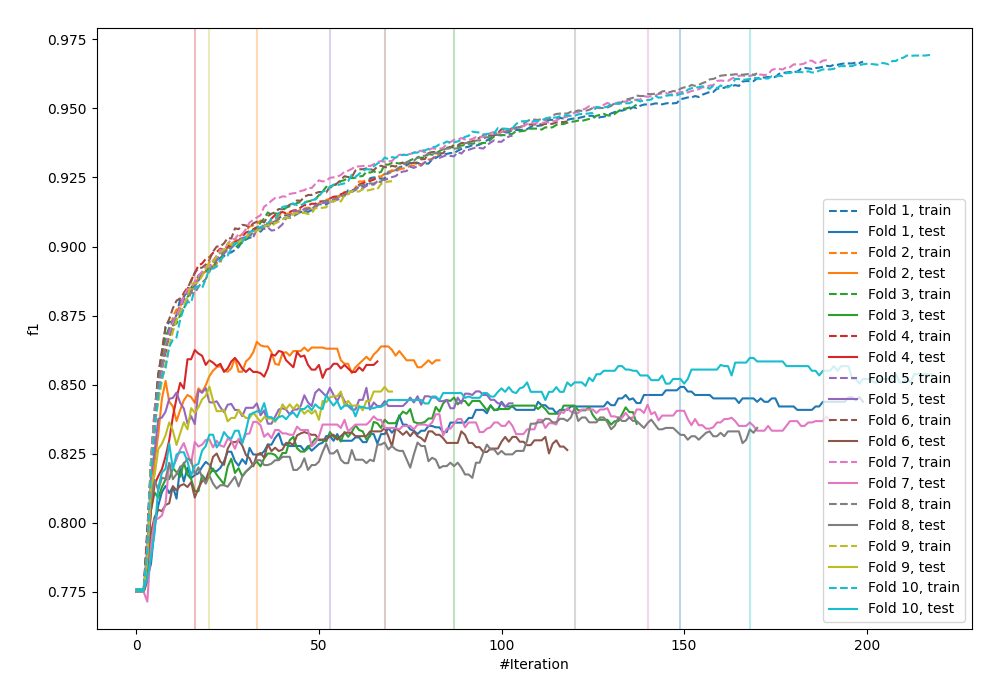 0.975
0.950
0.925
0.900
0.875
0.850
0.825
0.800
0.775
f1
0
50
100
150
200
#Iteration
Fold 1, train
Fold 1, test
Fold 2, train
Fold 2, test
Fold 3, train
Fold 3, test
Fold 4, train
Fold 4, test
Fold 5, train
Fold 5, test
Fold 6, train
Fold 6, test
Fold 7, train
Fold 7, test
Fold 8, train
Fold 8, test
Fold 9, train
Fold 9, test
Fold 10, train
Fold 10, test